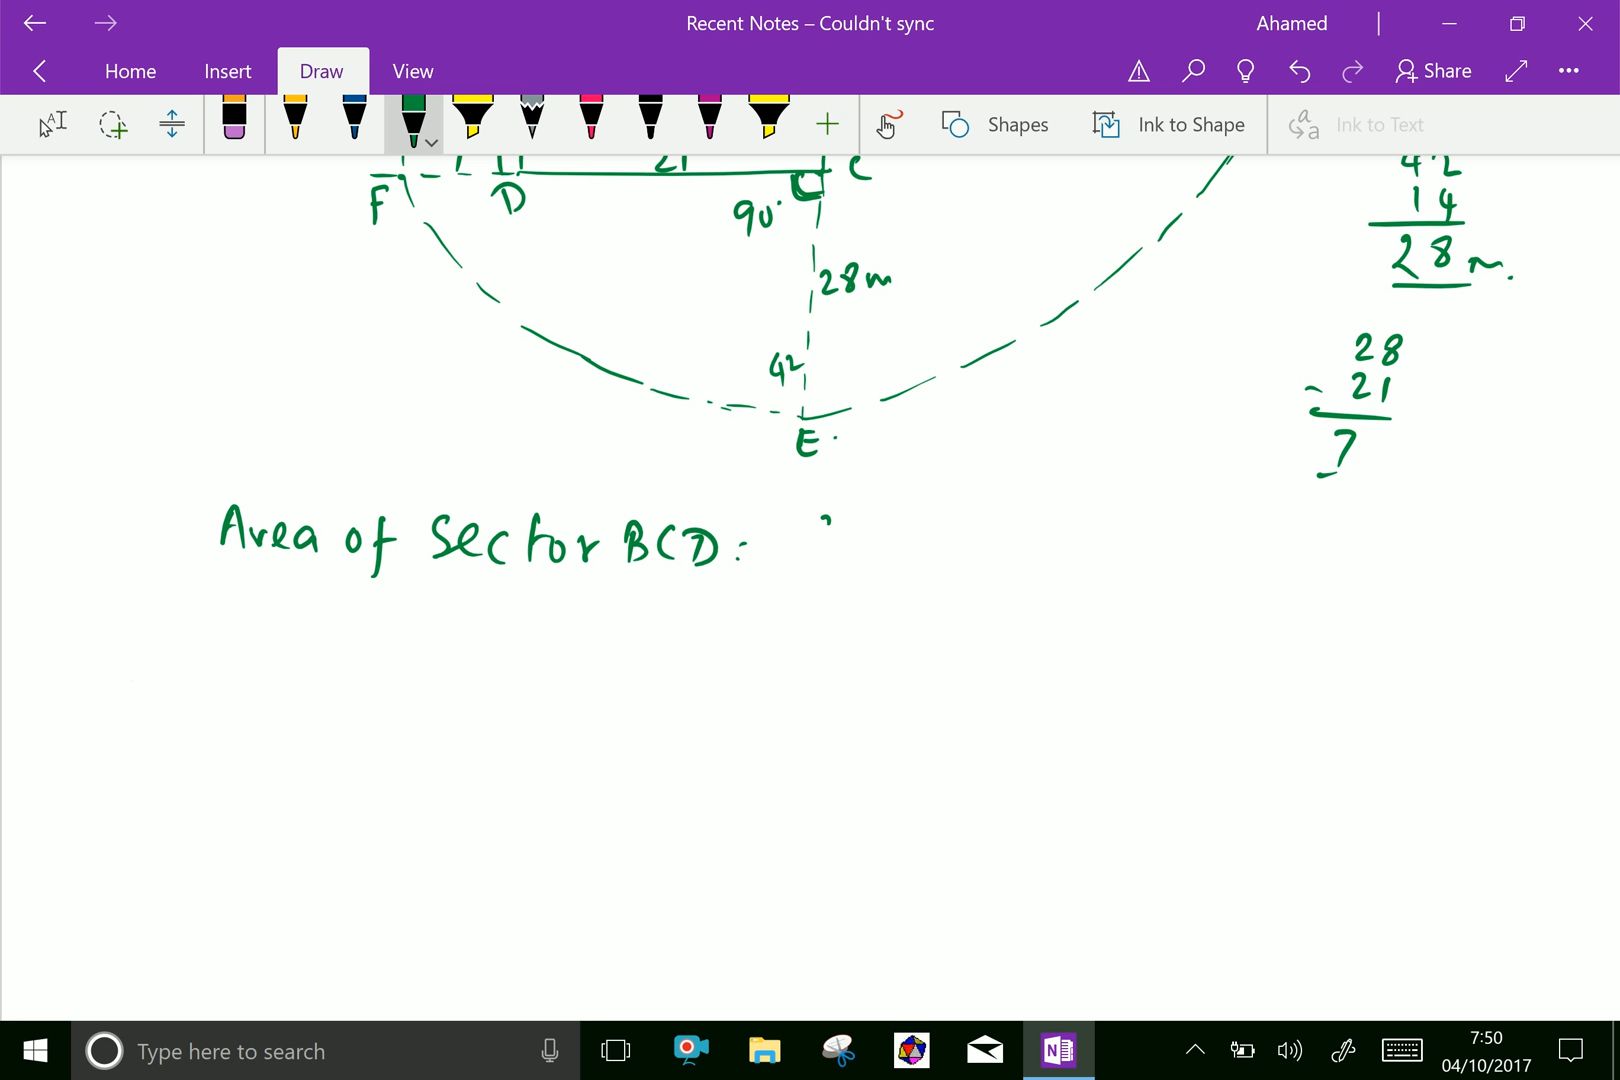 Recent Notes – Couldn't sync
Ahamed
Home Insert Draw View
Share
Shapes
Ink to Shape
Ink to Text
21 C
F D
90°
28m
42
E.
42
14
28 m.
28
- 21
7
Area of Sector BCD =
Type here to search
7:50
04/10/2017